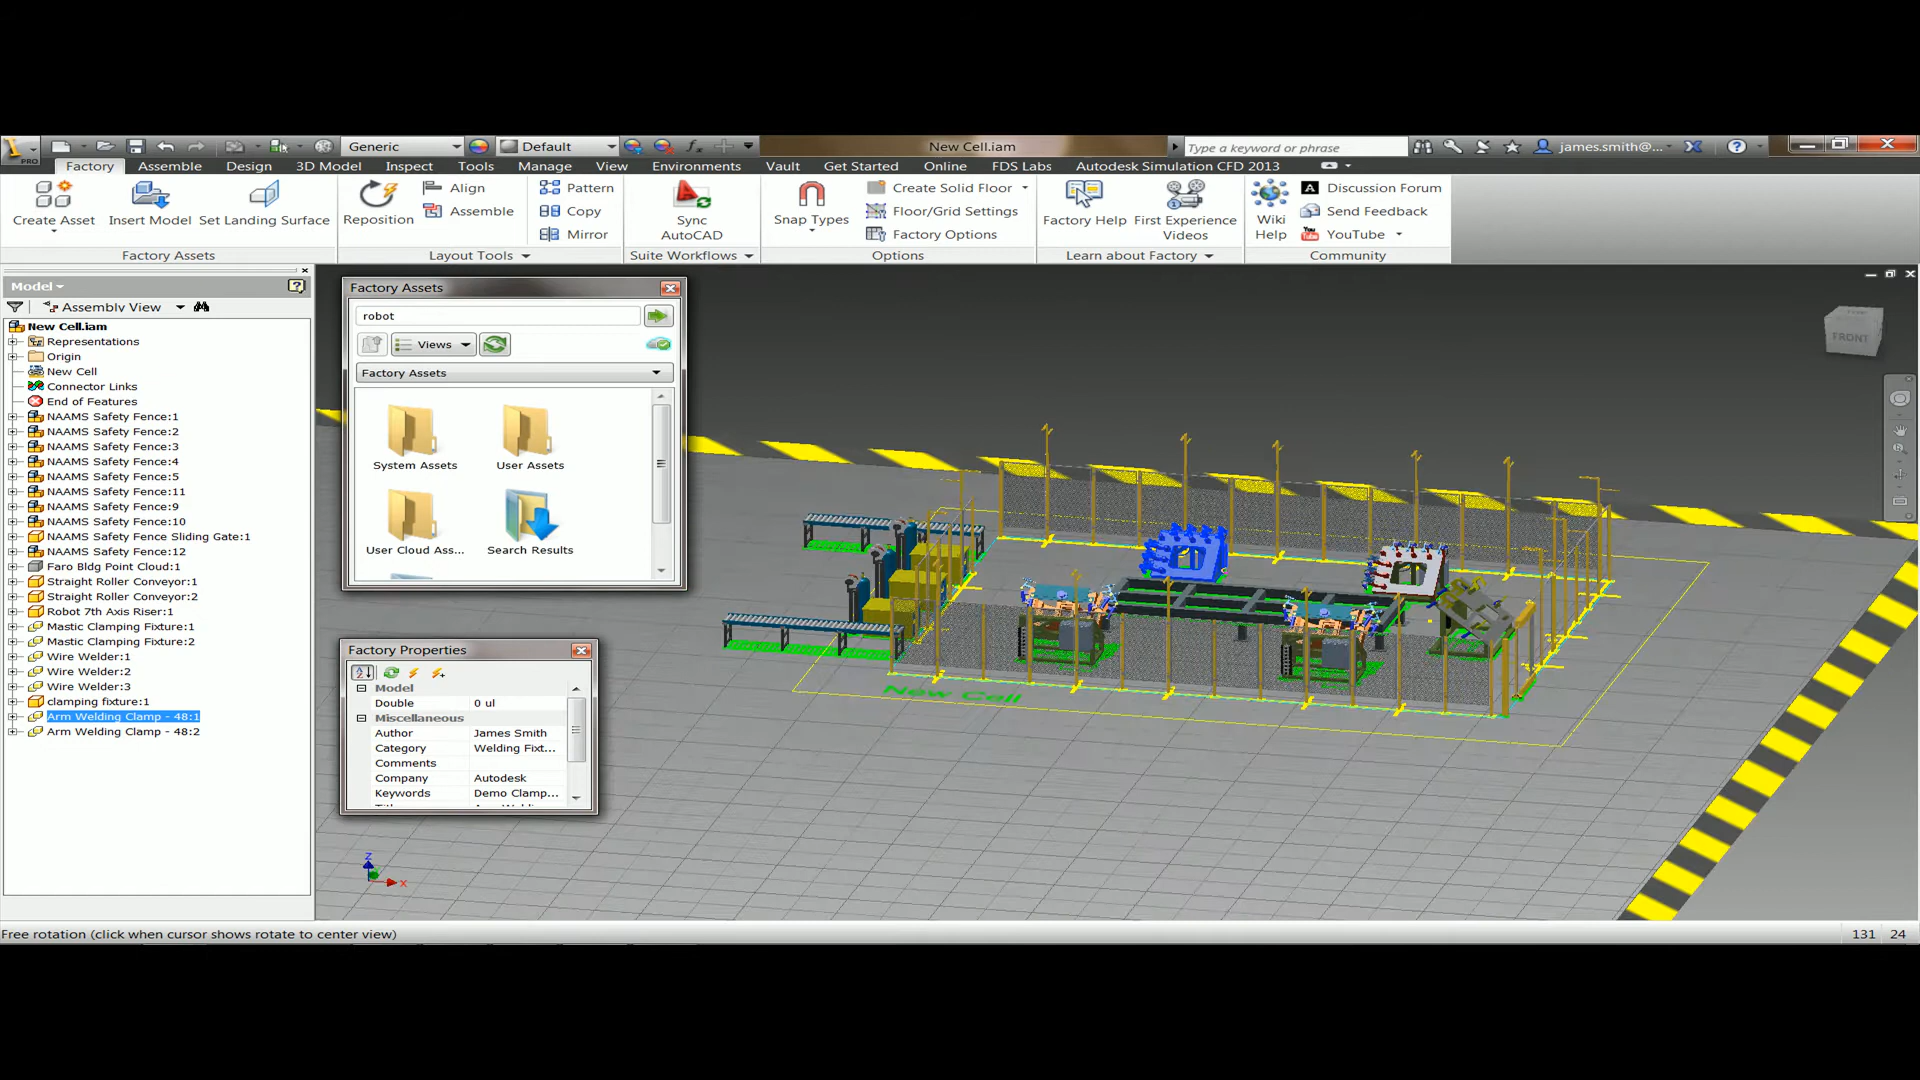 PRO
Generic
Default
New Cell.iam
Type a keyword or phrase
james.smith@...
Factory
Assemble
Design
3D Model
Inspect
Tools
Manage
View
Environments
Vault
Get Started
Online
FDS Labs
Autodesk Simulation CFD 2013
Create Asset
Insert Model
Set Landing Surface
Factory Assets
Reposition
Align
Assemble
Pattern
Copy
Mirror
Layout Tools
Sync
AutoCAD
Suite Workflows
Snap Types
Create Solid Floor
Floor/Grid Settings
Factory Options
Options
Factory Help
First Experience
Videos
Learn about Factory
Wiki
Help
Discussion Forum
Send Feedback
YouTube
Community
Model
Assembly View
New Cell.iam
Representations
Origin
New Cell
Connector Links
End of Features
NAAMS Safety Fence:1
NAAMS Safety Fence:2
NAAMS Safety Fence:3
NAAMS Safety Fence:4
NAAMS Safety Fence:5
NAAMS Safety Fence:11
NAAMS Safety Fence:9
NAAMS Safety Fence:10
NAAMS Safety Fence Sliding Gate:1
NAAMS Safety Fence:12
Faro Bldg Point Cloud:1
Straight Roller Conveyor:1
Straight Roller Conveyor:2
Robot 7th Axis Riser:1
Mastic Clamping Fixture:1
Mastic Clamping Fixture:2
Wire Welder:1
Wire Welder:2
Wire Welder:3
clamping fixture:1
Arm Welding Clamp - 48:1
Arm Welding Clamp - 48:2
Factory Assets
robot
Views
Factory Assets
System Assets
User Assets
User Cloud Ass...
Search Results
Factory Properties
Model
Double 0 ul
Miscellaneous
Author James Smith
Category Welding Fixt...
Comments
Company Autodesk
Keywords Demo Clamp...
FRONT
New Cell
Z
X
Free rotation (click when cursor shows rotate to center view)
131 24